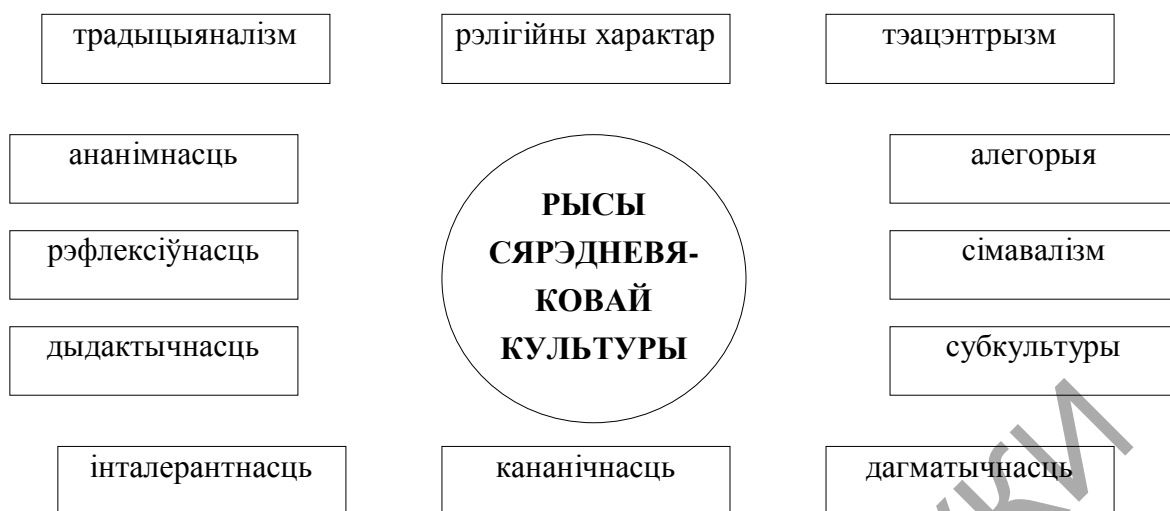 традыцыяналізм
рэлігійны характар
тэацэнтрызм
ананімнасць
алегорыя
рэфлексіўнасць
сімавалізм
дыдактычнасць
субкультуры
РЫСЫ
СЯРЭДНЕВЯ-
КОВАЙ
КУЛЬТУРЫ
інталерантнасць
кананічнасць
дагматычнасць